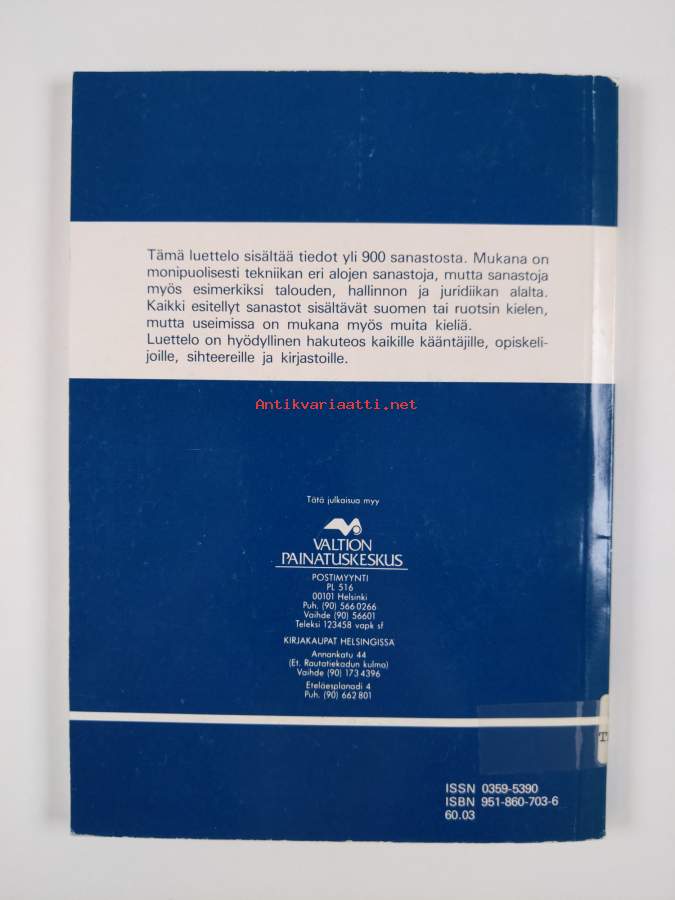 Tämä luettelo sisältää tiedot yli 900 sanastosta. Mukana on
monipuolisesti tekniikan eri alojen sanastoja, mutta sanastoja
myös esimerkiksi talouden, hallinnon ja juridiikan alalta.
Kaikki esitellyt sanastot sisältävät suomen tai ruotsin kielen,
mutta useimissa on mukana myös muita kieliä.
Luettelo on hyödyllinen hakuteos kaikille kääntäjille, opiskeli-
joille, sihteereille ja kirjastoille.
Antikvariaatti.net
Tätä julkaisua myy
VALTION
PAINATUSKESKUS
POSTIMYYNTI
PL 516
00101 Helsinki
Puh. (90) 566 0266
Vaihde (90) 56601
Teleksi 123458 vapk sf
KIRJAKAUPAT HELSINGISSÄ
Annankatu 44
(Et. Rautatiekadun kulma)
Vaihde (90) 173 4396
Eteläesplanadi 4
Puh. (90) 662 801
ISSN 0359-5390
ISBN 951-860-703-6
60.03